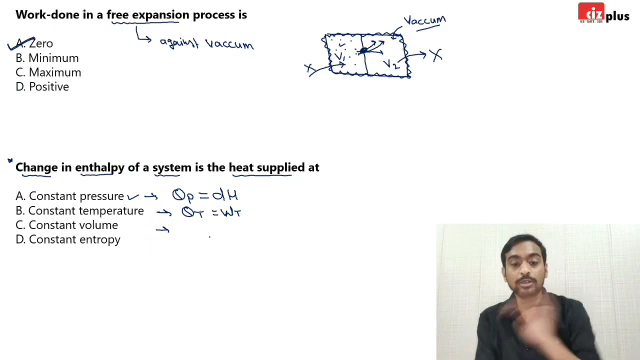 Work-done in a free expansion process is
A. Zero
B. Minimum
C. Maximum
D. Positive
↳ against vaccum
Vaccum
V₁
V₂
X
X
Ciz plus
Change in enthalpy of a system is the heat supplied at
A. Constant pressure ✓ → Qp = dH
B. Constant temperature → QT = WT
C. Constant volume →
D. Constant entropy